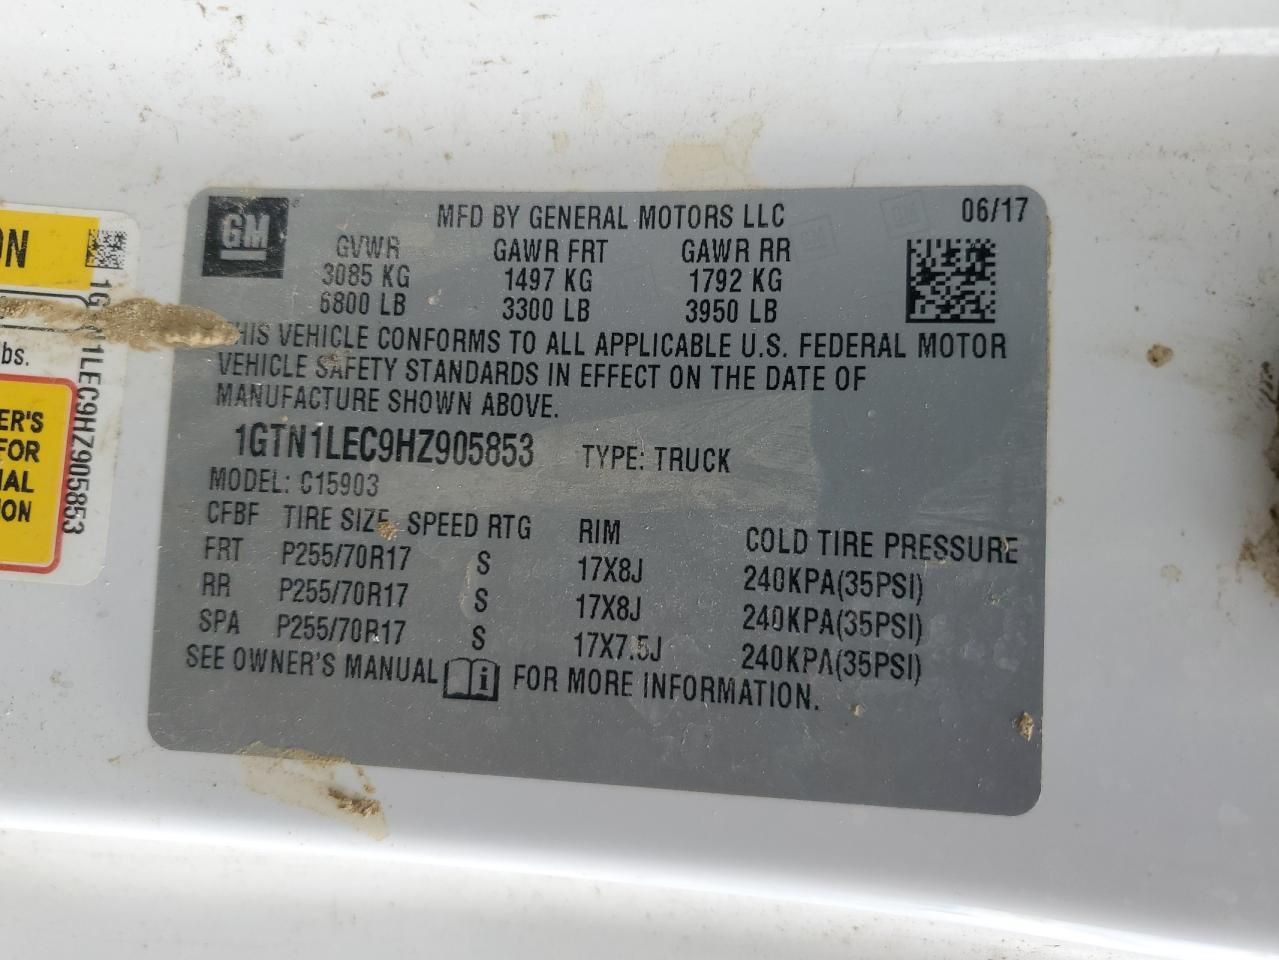 GM
MFD BY GENERAL MOTORS LLC 06/17
GVWR GAWR FRT GAWR RR
3085 KG 1497 KG 1792 KG
6800 LB 3300 LB 3950 LB
THIS VEHICLE CONFORMS TO ALL APPLICABLE U.S. FEDERAL MOTOR
VEHICLE SAFETY STANDARDS IN EFFECT ON THE DATE OF
MANUFACTURE SHOWN ABOVE.
1GTN1LEC9HZ905853 TYPE: TRUCK
MODEL: C15903
CFBF TIRE SIZE SPEED RTG RIM COLD TIRE PRESSURE
FRT P255/70R17 S 17X8J 240KPA(35PSI)
RR P255/70R17 S 17X8J 240KPA(35PSI)
SPA P255/70R17 S 17X7.5J 240KPA(35PSI)
SEE OWNER'S MANUAL i FOR MORE INFORMATION.
ON
bs.
ER'S
FOR
IAL
ION
1GTN1LEC9HZ905853